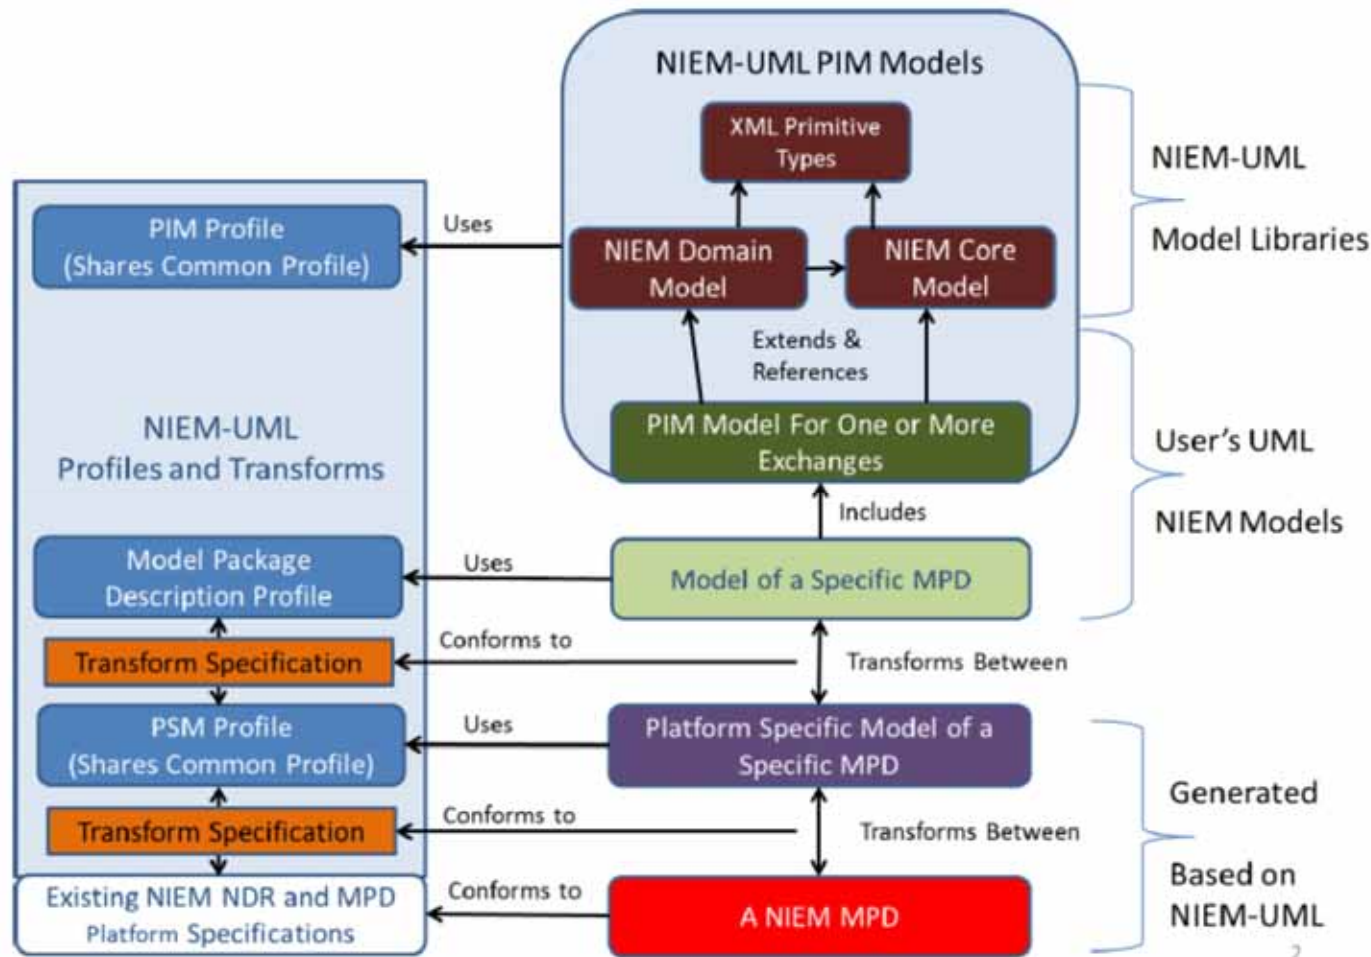 NIEM-UML PIM Models
XML Primitive
Types
NIEM-UML
Model Libraries
PIM Profile
(Shares Common Profile)
Uses
NIEM Domain
Model
NIEM Core
Model
Extends &
References
NIEM-UML
Profiles and Transforms
PIM Model For One or More
Exchanges
User's UML
NIEM Models
Includes
Model Package
Description Profile
Uses
Model of a Specific MPD
Transform Specification
Conforms to
Transforms Between
PSM Profile
(Shares Common Profile)
Uses
Platform Specific Model of a
Specific MPD
Generated
Based on
NIEM-UML
Transform Specification
Conforms to
Transforms Between
Existing NIEM NDR and MPD
Platform Specifications
Conforms to
A NIEM MPD
2